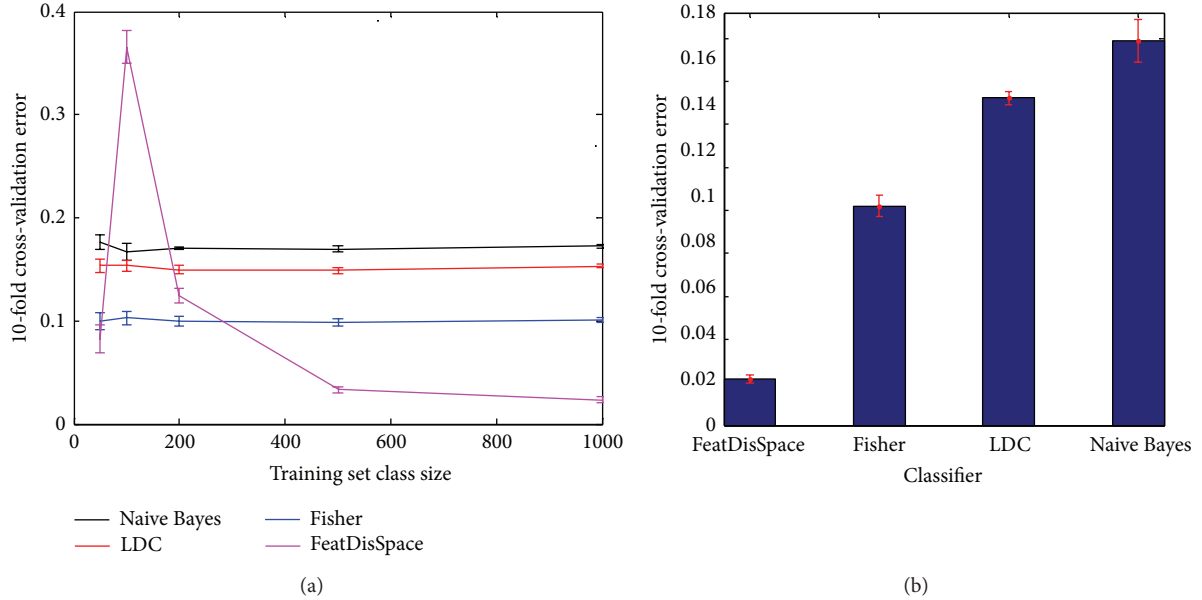 0.4
0.3
0.2
0.1
0
10-fold cross-validation error
0 200 400 600 800 1000
Training set class size
Naive Bayes
LDC
Fisher
FeatDisSpace
(a)
0.18
0.16
0.14
0.12
0.1
0.08
0.06
0.04
0.02
0
10-fold cross-validation error
FeatDisSpace Fisher LDC Naive Bayes
Classifier
(b)